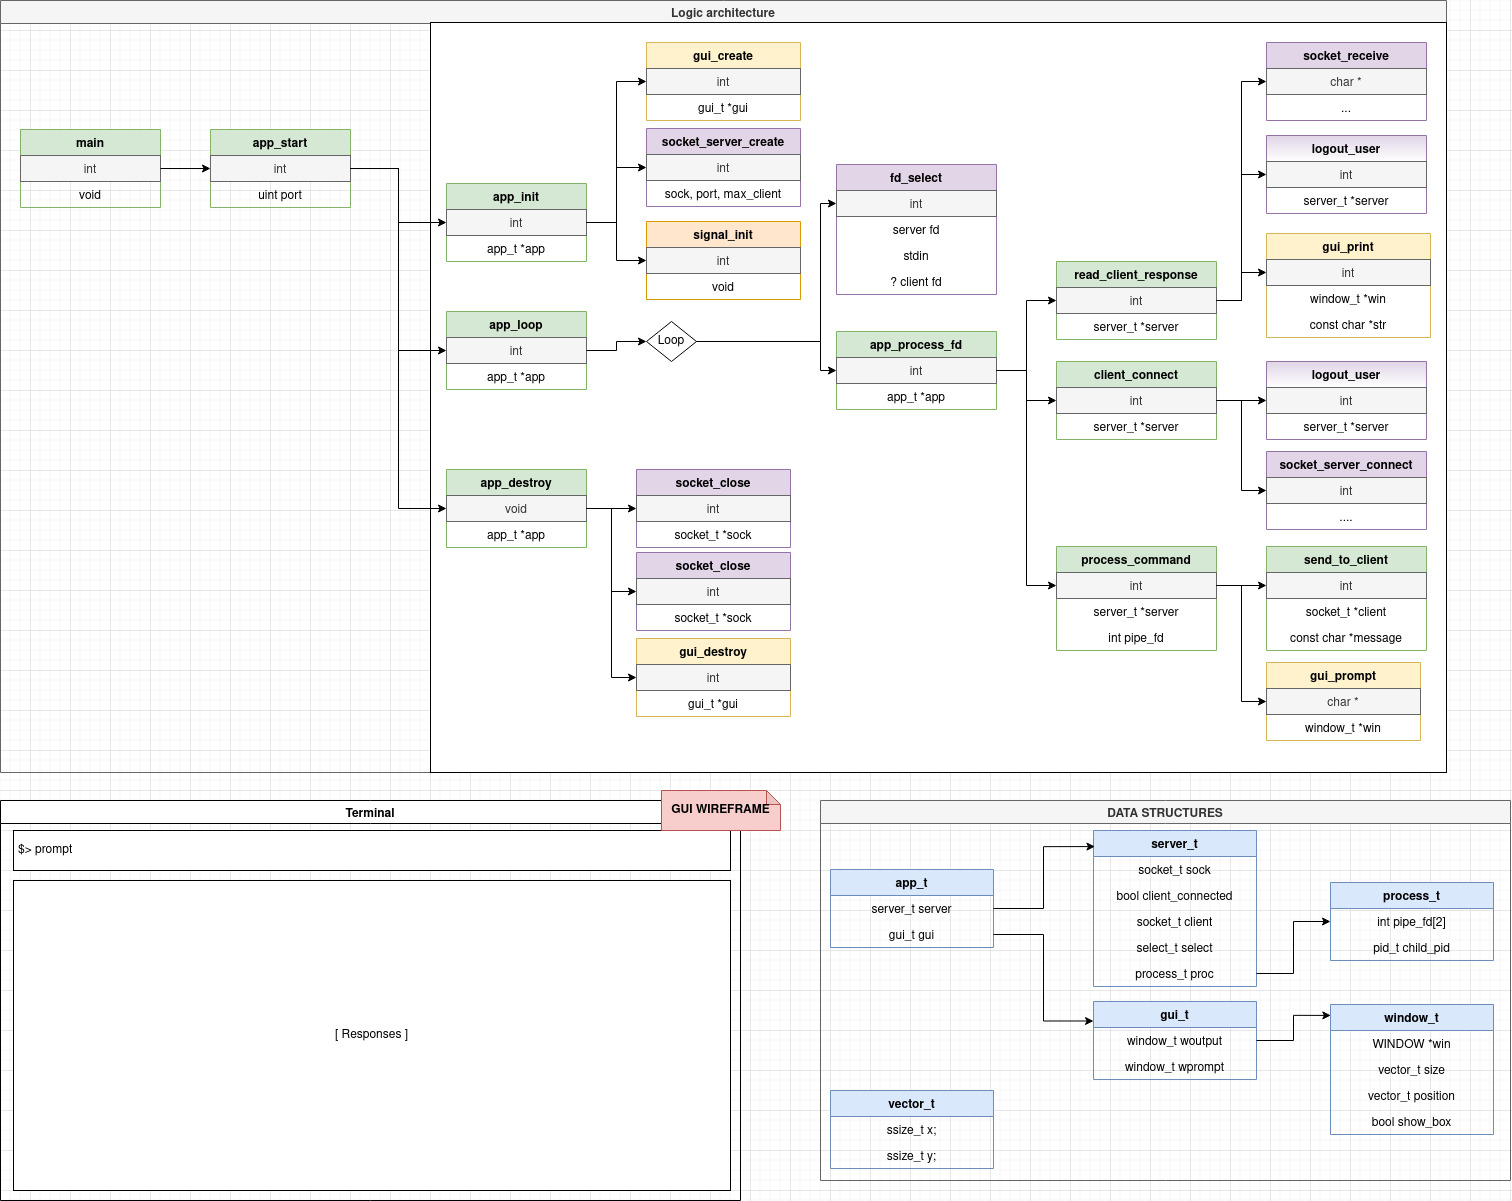 Logic architecture
main
int
void
app_start
int
uint port
app_init
int
app_t *app
app_loop
int
app_t *app
app_destroy
void
app_t *app
gui_create
int
gui_t *gui
socket_server_create
int
sock, port, max_client
signal_init
int
void
Loop
socket_close
int
socket_t *sock
socket_close
int
socket_t *sock
gui_destroy
int
gui_t *gui
fd_select
int
server fd
stdin
? client fd
app_process_fd
int
app_t *app
read_client_response
int
server_t *server
client_connect
int
server_t *server
process_command
int
server_t *server
int pipe_fd
socket_receive
char *
...
logout_user
int
server_t *server
gui_print
int
window_t *win
const char *str
logout_user
int
server_t *server
socket_server_connect
int
....
send_to_client
int
socket_t *client
const char *message
gui_prompt
char *
window_t *win
Terminal
GUI WIREFRAME
$> prompt
[ Responses ]
DATA STRUCTURES
app_t
server_t server
gui_t gui
server_t
socket_t sock
bool client_connected
socket_t client
select_t select
process_t proc
process_t
int pipe_fd[2]
pid_t child_pid
gui_t
window_t woutput
window_t wprompt
window_t
WINDOW *win
vector_t size
vector_t position
bool show_box
vector_t
ssize_t x;
ssize_t y;